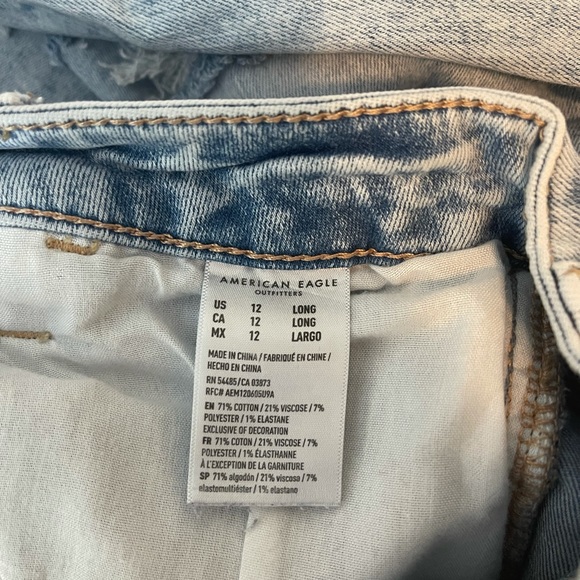 AMERICAN EAGLE
OUTFITTERS
US 12 LONG
CA 12 LONG
MX 12 LARGO
MADE IN CHINA / FABRIQUÉ EN CHINE /
HECHO EN CHINA
RN 54485/CA 03873
RFC# AEM120605U9A
EN 71% COTTON / 21% VISCOSE / 7%
POLYESTER / 1% ELASTANE
EXCLUSIVE OF DECORATION
FR 71% COTON / 21% VISCOSE / 7%
POLYESTER / 1% ÉLASTHANNE
À L'EXCEPTION DE LA GARNITURE
SP 71% algodón / 21% viscosa / 7%
elastomultiéster / 1% elastano